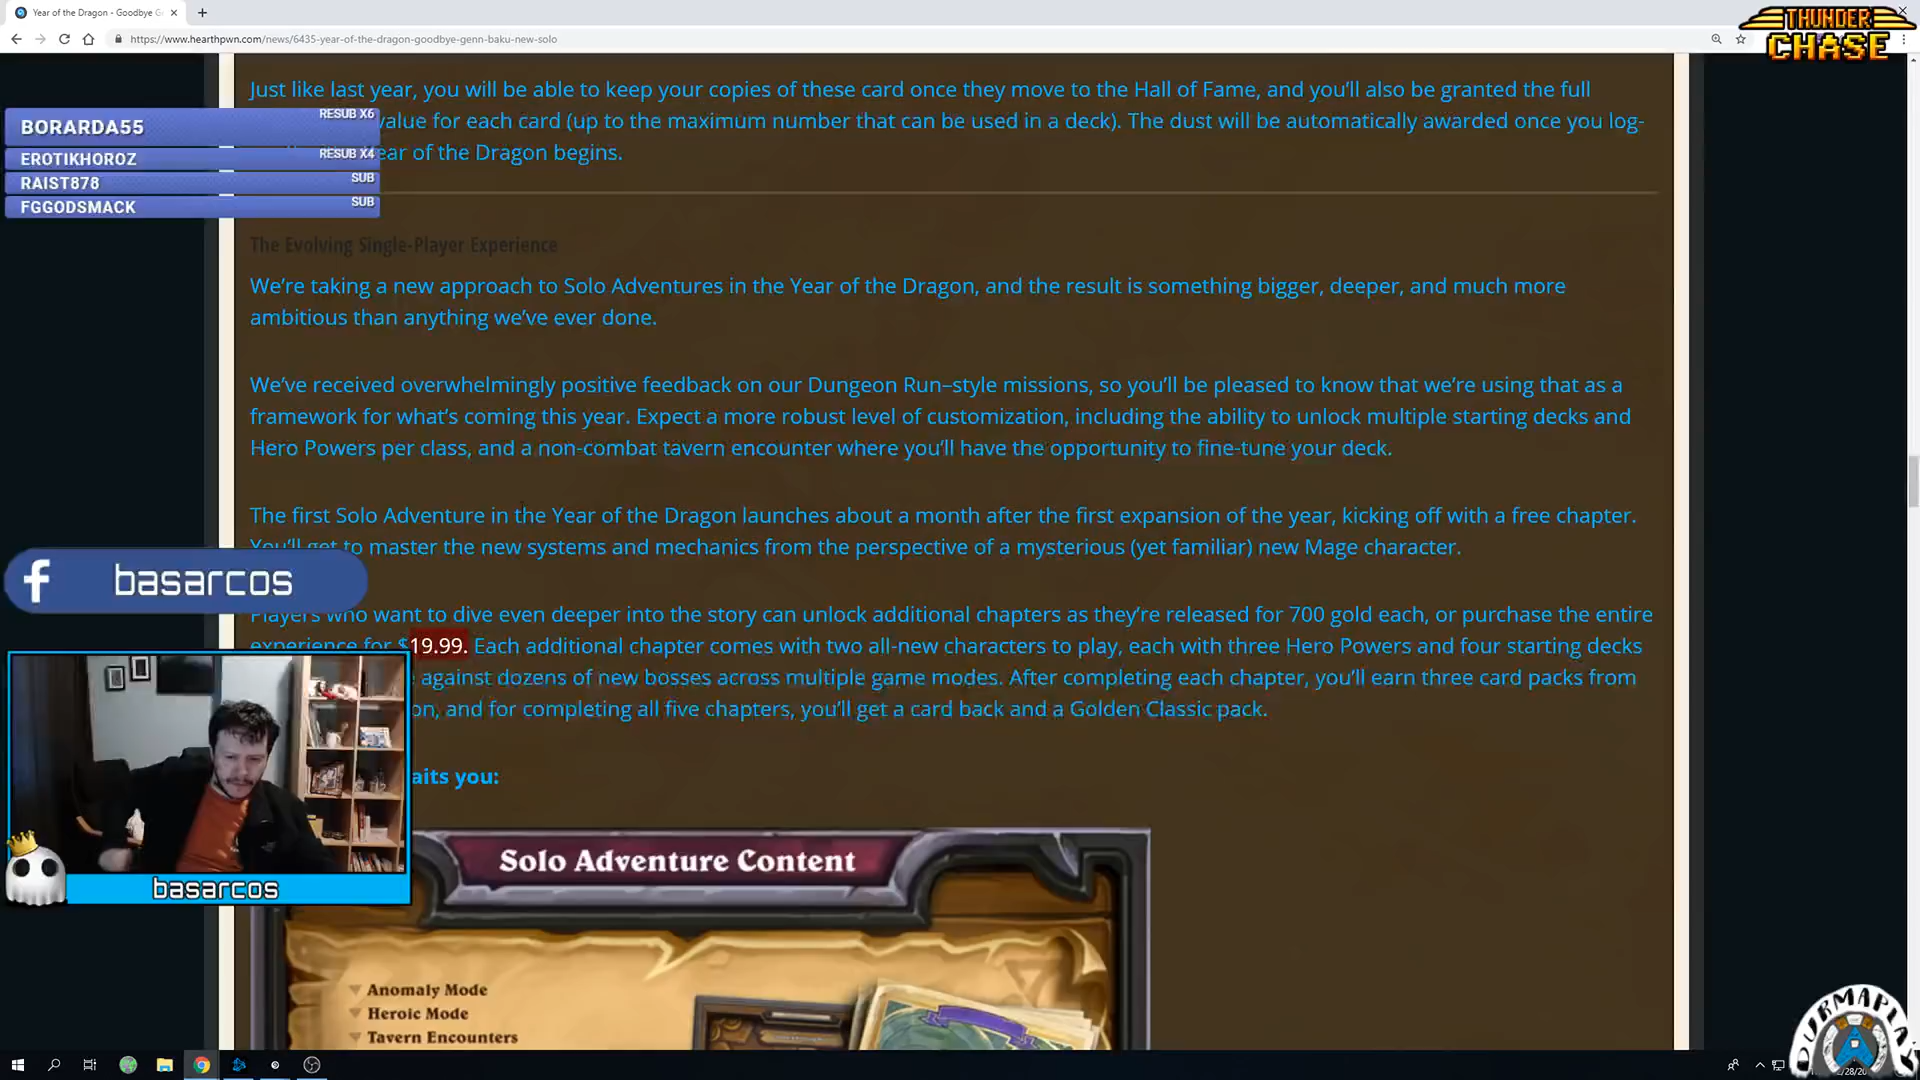 Year of the Dragon - Goodbye G
https://www.hearthpwn.com/news/6435-year-of-the-dragon-goodbye-genn-baku-new-solo
THUNDER
CHASE
Just like last year, you will be able to keep your copies of these card once they move to the Hall of Fame, and you'll also be granted the full
value for each card (up to the maximum number that can be used in a deck). The dust will be automatically awarded once you log-
ear of the Dragon begins.
BORARDA55 RESUB X6
EROTIKHOROZ RESUB X4
RAIST878 SUB
FGGODSMACK SUB
The Evolving Single-Player Experience
We're taking a new approach to Solo Adventures in the Year of the Dragon, and the result is something bigger, deeper, and much more
ambitious than anything we've ever done.
We've received overwhelmingly positive feedback on our Dungeon Run–style missions, so you'll be pleased to know that we're using that as a
framework for what's coming this year. Expect a more robust level of customization, including the ability to unlock multiple starting decks and
Hero Powers per class, and a non-combat tavern encounter where you'll have the opportunity to fine-tune your deck.
The first Solo Adventure in the Year of the Dragon launches about a month after the first expansion of the year, kicking off with a free chapter.
You'll get to master the new systems and mechanics from the perspective of a mysterious (yet familiar) new Mage character.
f basarcos
Players who want to dive even deeper into the story can unlock additional chapters as they're released for 700 gold each, or purchase the entire
experience for $19.99. Each additional chapter comes with two all-new characters to play, each with three Hero Powers and four starting decks
against dozens of new bosses across multiple game modes. After completing each chapter, you'll earn three card packs from
on, and for completing all five chapters, you'll get a card back and a Golden Classic pack.
aits you:
basarcos
Solo Adventure Content
Anomaly Mode
Heroic Mode
Tavern Encounters
DURMAPLAY